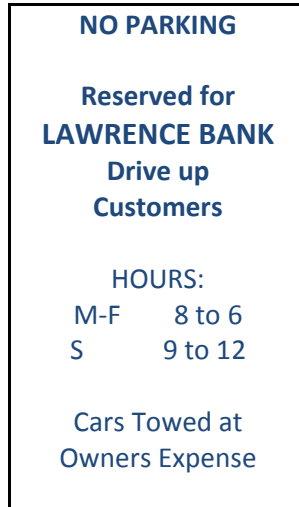 NO PARKING
Reserved for
LAWRENCE BANK
Drive up
Customers
HOURS:
M-F 8 to 6
S 9 to 12
Cars Towed at
Owners Expense